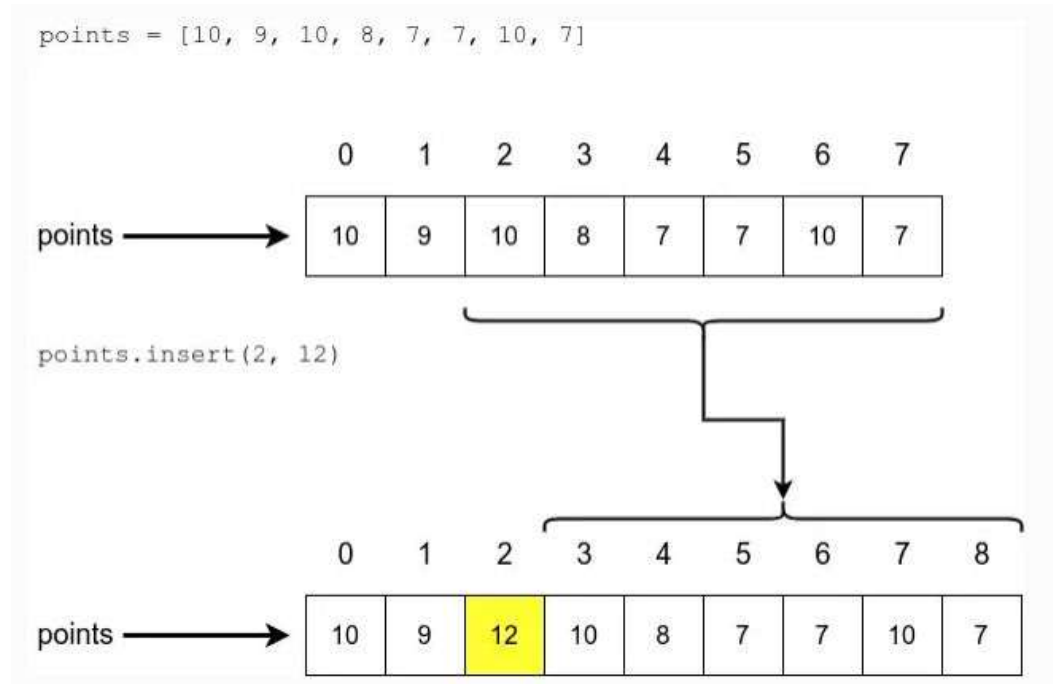 points = [10, 9, 10, 8, 7, 7, 10, 7]
0 1 2 3 4 5 6 7
points 10 9 10 8 7 7 10 7
points.insert(2, 12)
0 1 2 3 4 5 6 7 8
points 10 9 12 10 8 7 7 10 7